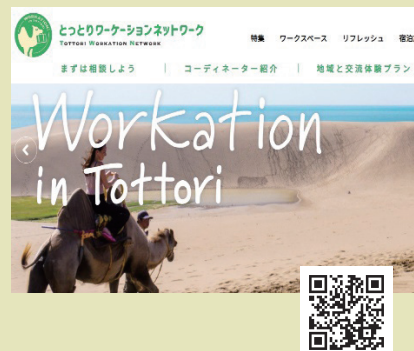 とっとりワーケーションネットワーク
TOTTORI WORKATION NETWORK
特集 ワークスペース リフレッシュ 宿泊
まずは相談しよう | コーディネーター紹介 | 地域と交流体験プラン
Workation
in Tottori